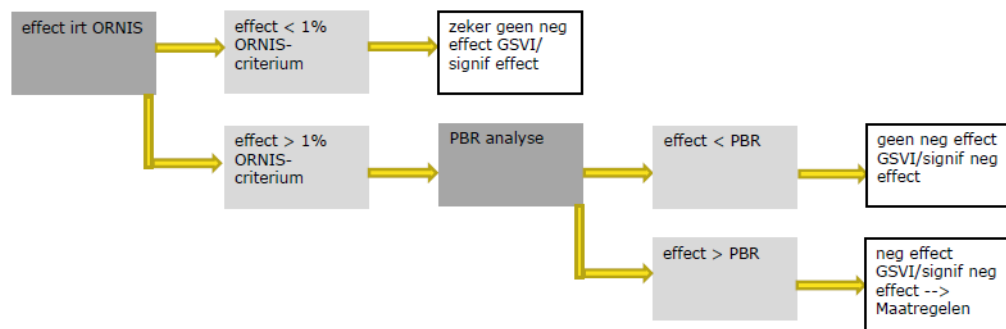 effect irt ORNIS
effect < 1%
ORNIS-
criterium
zeker geen neg
effect GSVI/
signif effect
effect > 1%
ORNIS-
criterium
PBR analyse
effect < PBR
geen neg effect
GSVI/signif neg
effect
effect > PBR
neg effect
GSVI/signif neg
effect -->
Maatregelen